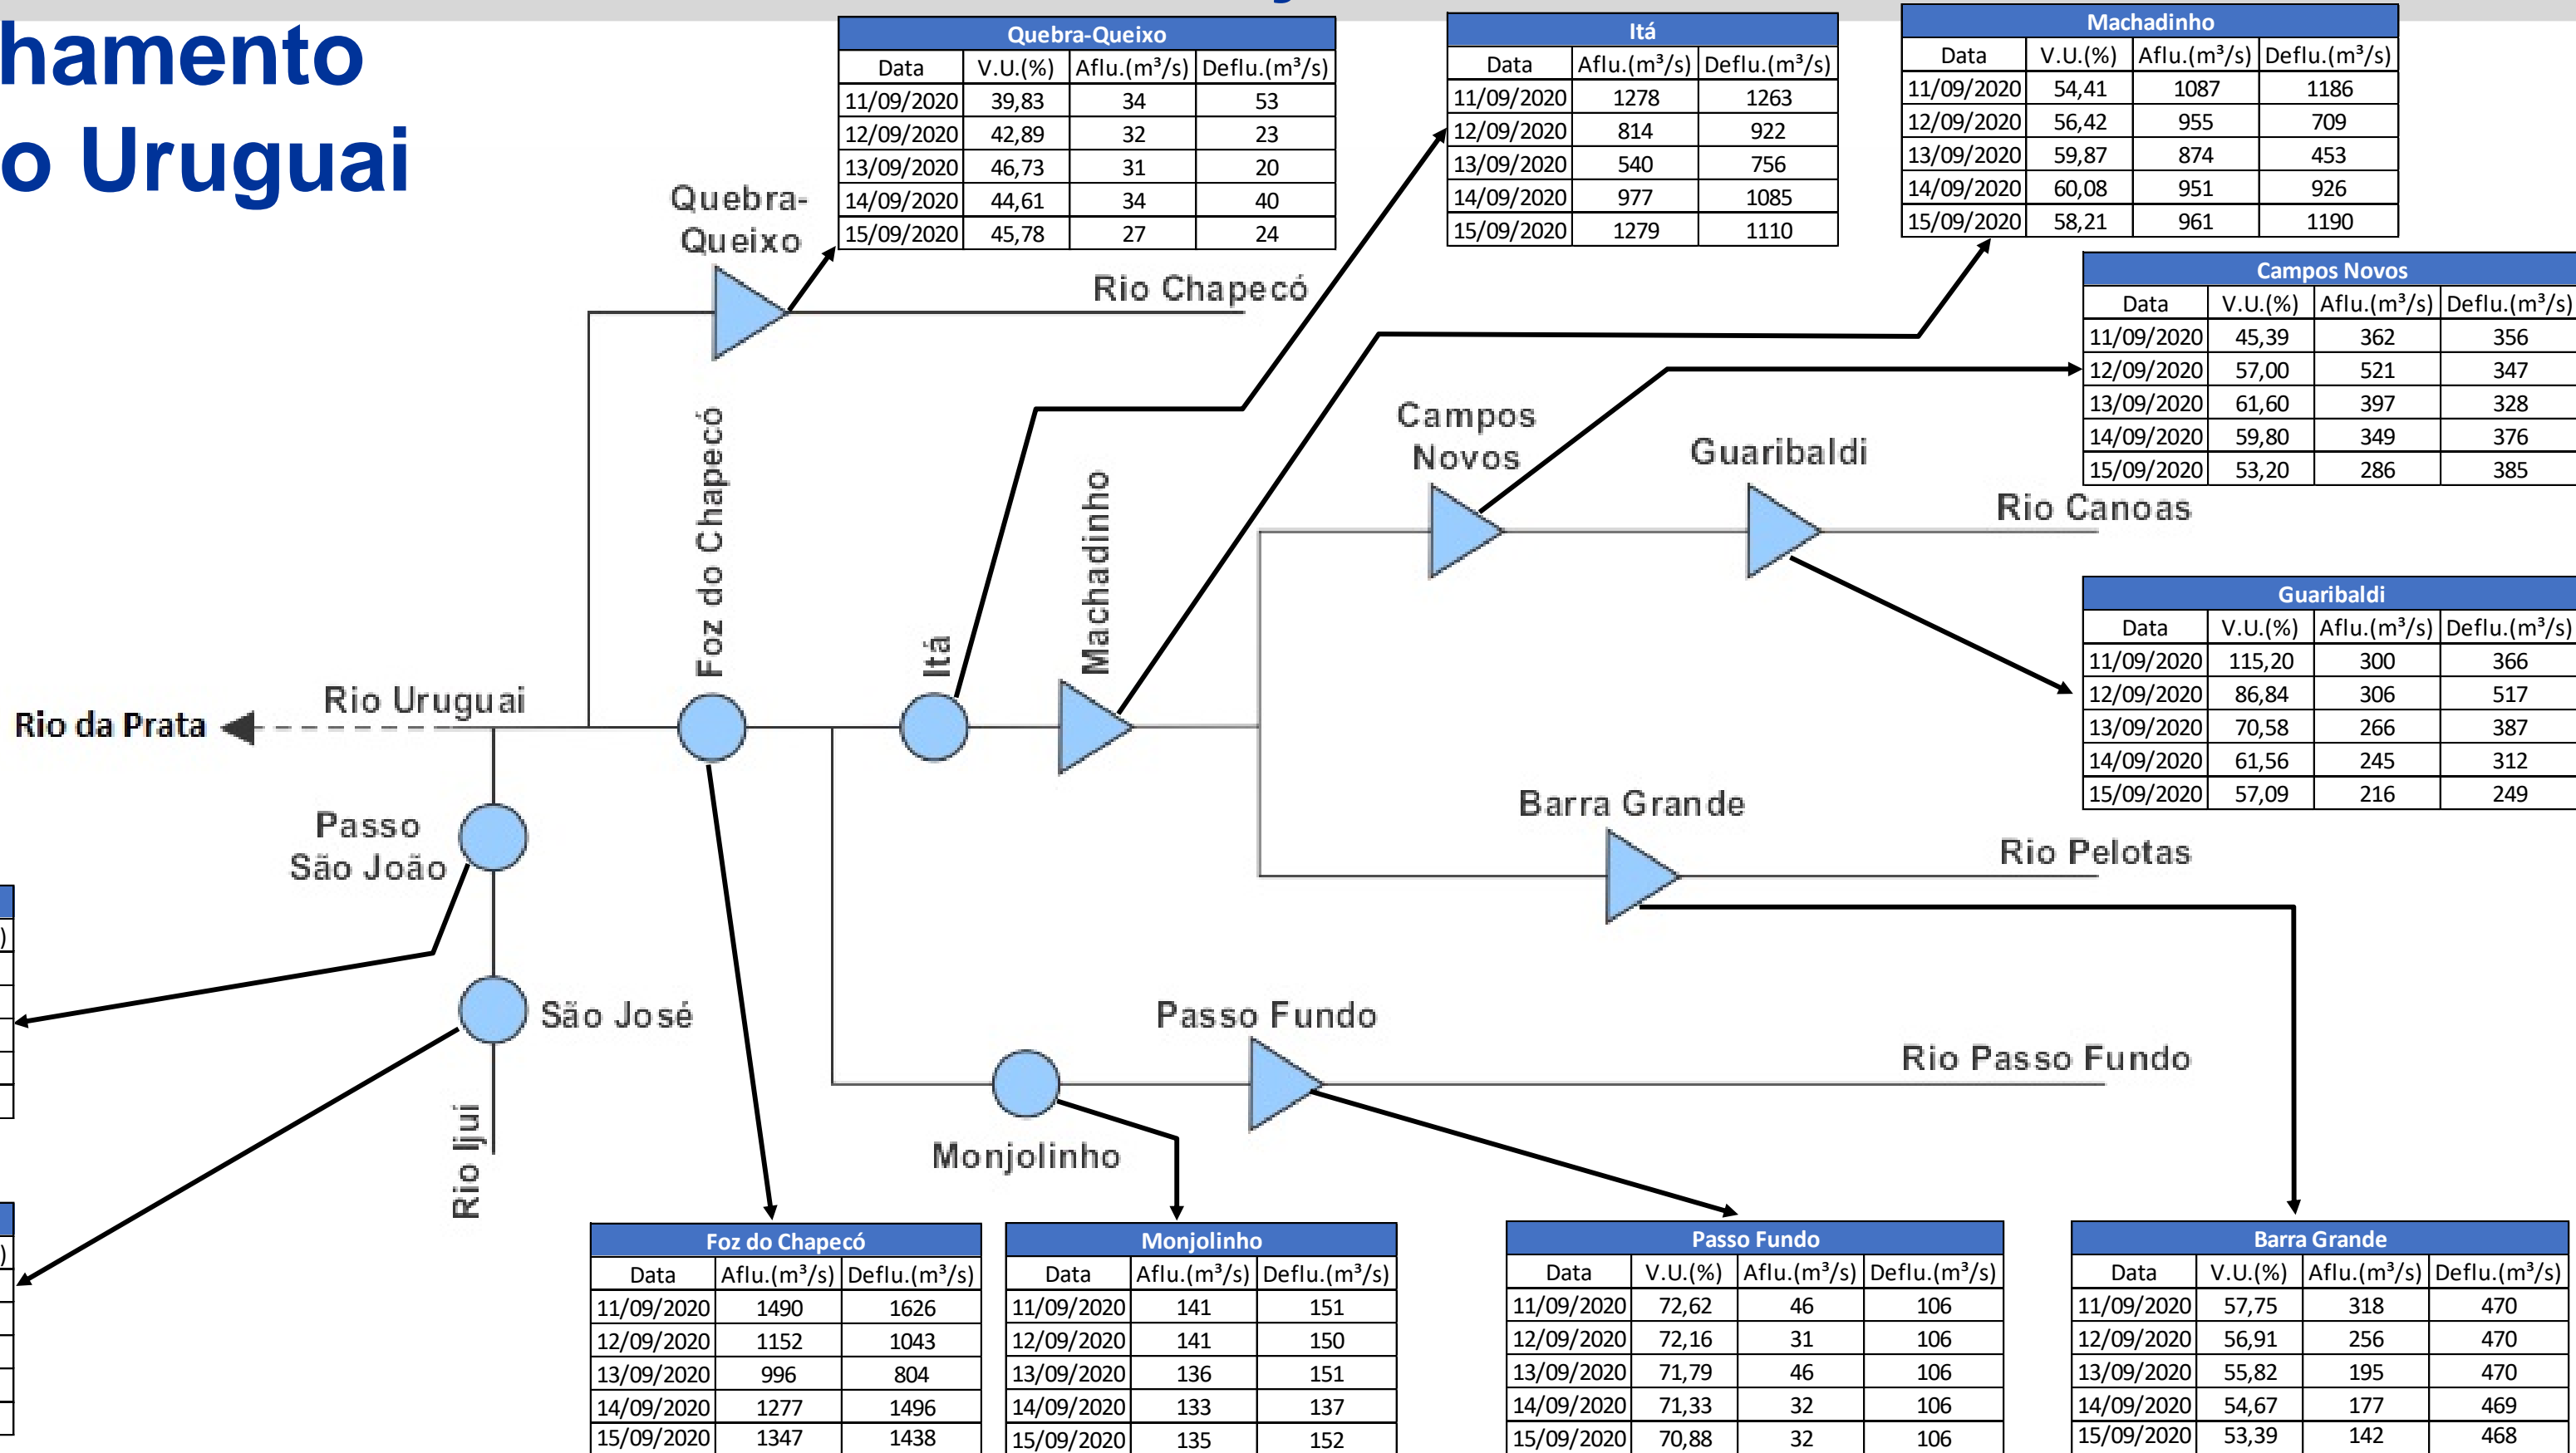 hamento
o Uruguai
Quebra-Queixo
Data V.U.(%) Aflu.(m³/s) Deflu.(m³/s)
11/09/2020 39,83 34 53
12/09/2020 42,89 32 23
13/09/2020 46,73 31 20
14/09/2020 44,61 34 40
15/09/2020 45,78 27 24
Itá
Data Aflu.(m³/s) Deflu.(m³/s)
11/09/2020 1278 1263
12/09/2020 814 922
13/09/2020 540 756
14/09/2020 977 1085
15/09/2020 1279 1110
Machadinho
Data V.U.(%) Aflu.(m³/s) Deflu.(m³/s)
11/09/2020 54,41 1087 1186
12/09/2020 56,42 955 709
13/09/2020 59,87 874 453
14/09/2020 60,08 951 926
15/09/2020 58,21 961 1190
Campos Novos
Data V.U.(%) Aflu.(m³/s) Deflu.(m³/s)
11/09/2020 45,39 362 356
12/09/2020 57,00 521 347
13/09/2020 61,60 397 328
14/09/2020 59,80 349 376
15/09/2020 53,20 286 385
Quebra-
Queixo
Rio Chapecó
Foz do Chapecó
Itá
Machadinho
Campos
Novos
Guaribaldi
Rio Canoas
Guaribaldi
Data V.U.(%) Aflu.(m³/s) Deflu.(m³/s)
11/09/2020 115,20 300 366
12/09/2020 86,84 306 517
13/09/2020 70,58 266 387
14/09/2020 61,56 245 312
15/09/2020 57,09 216 249
Rio da Prata
Rio Uruguai
Passo
São João
Barra Grande
Rio Pelotas
)
São José
Passo Fundo
Rio Passo Fundo
Monjolinho
Rio Ijui
)
Foz do Chapecó
Data Aflu.(m³/s) Deflu.(m³/s)
11/09/2020 1490 1626
12/09/2020 1152 1043
13/09/2020 996 804
14/09/2020 1277 1496
15/09/2020 1347 1438
Monjolinho
Data Aflu.(m³/s) Deflu.(m³/s)
11/09/2020 141 151
12/09/2020 141 150
13/09/2020 136 151
14/09/2020 133 137
15/09/2020 135 152
Passo Fundo
Data V.U.(%) Aflu.(m³/s) Deflu.(m³/s)
11/09/2020 72,62 46 106
12/09/2020 72,16 31 106
13/09/2020 71,79 46 106
14/09/2020 71,33 32 106
15/09/2020 70,88 32 106
Barra Grande
Data V.U.(%) Aflu.(m³/s) Deflu.(m³/s)
11/09/2020 57,75 318 470
12/09/2020 56,91 256 470
13/09/2020 55,82 195 470
14/09/2020 54,67 177 469
15/09/2020 53,39 142 468